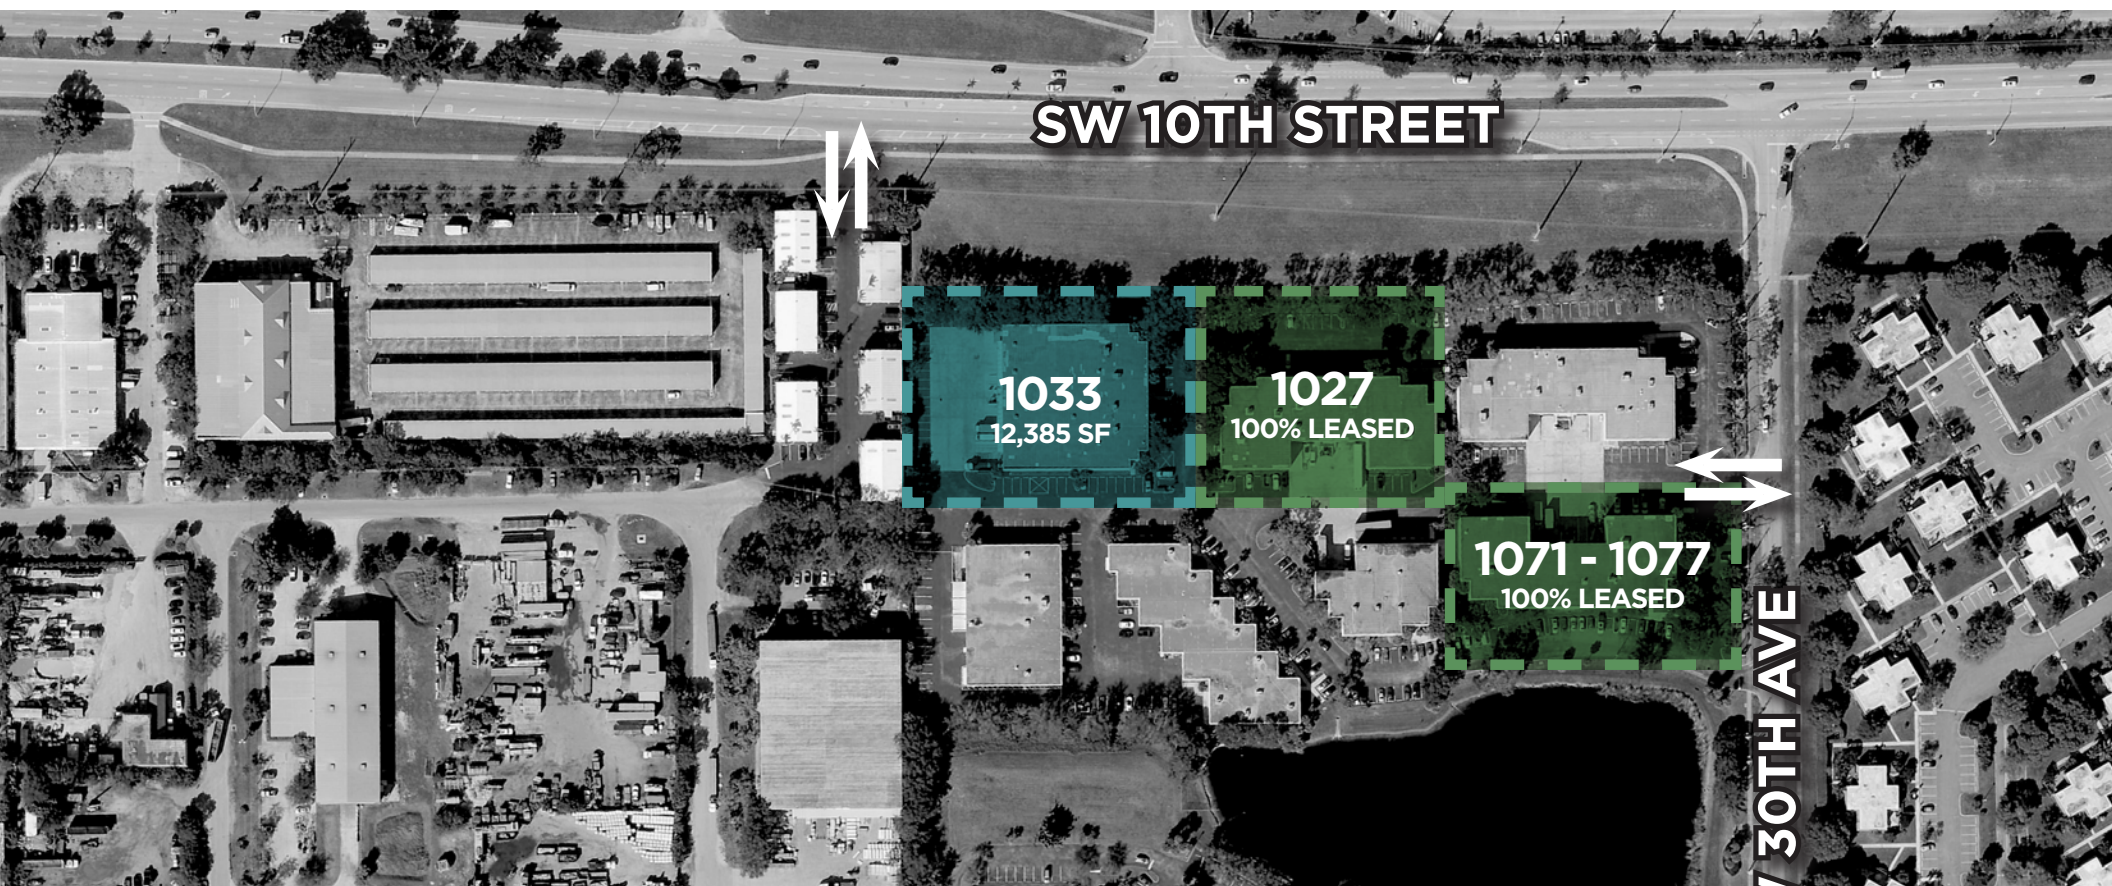 SW 10TH STREET
1033
12,385 SF
1027
100% LEASED
1071 - 1077
100% LEASED
30TH AVE